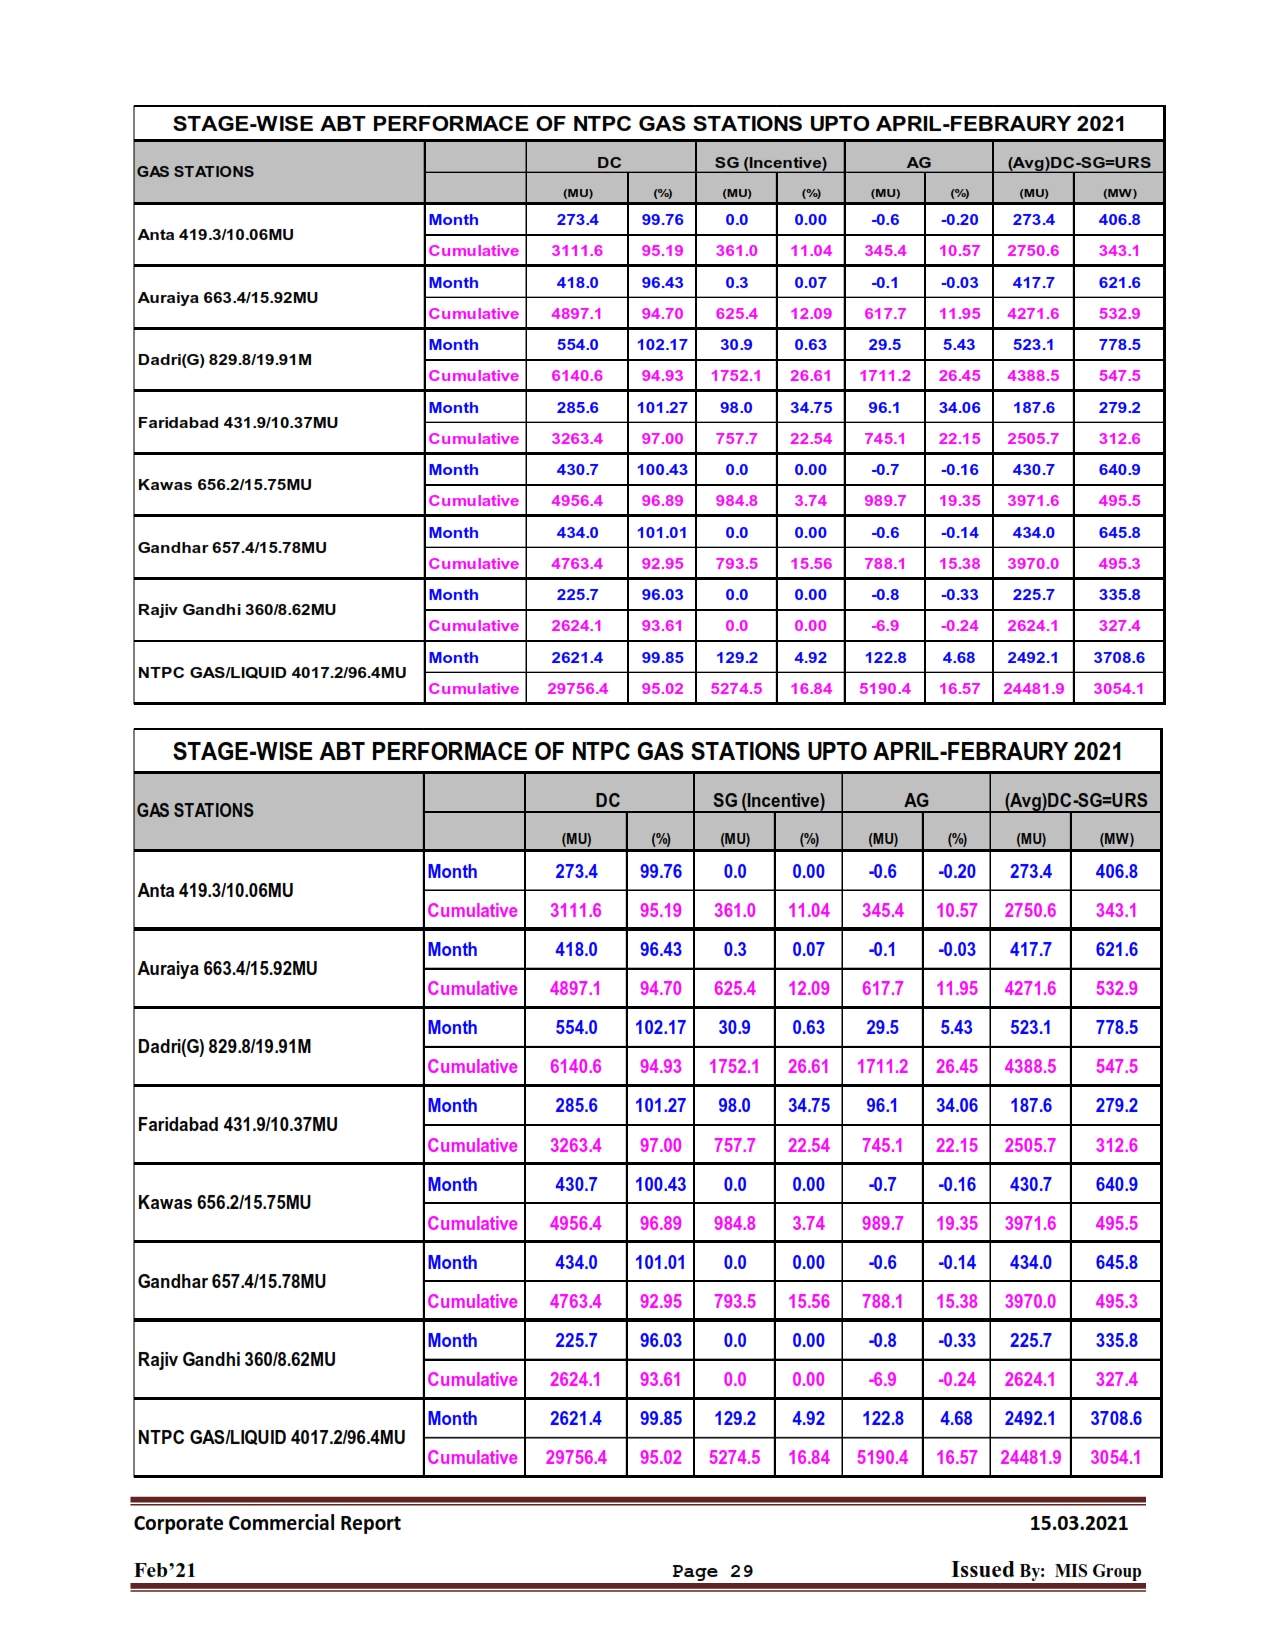 STAGE-WISE ABT PERFORMACE OF NTPC GAS STATIONS UPTO APRIL-FEBRAURY 2021
GAS STATIONS DC SG (Incentive) AG (Avg)DC-SG=URS
(MU) (%) (MU) (%) (MU) (%) (MU) (MW)
Anta 419.3/10.06MU
Month 273.4 99.76 0.0 0.00 -0.6 -0.20 273.4 406.8
Cumulative 3111.6 95.19 361.0 11.04 345.4 10.57 2750.6 343.1
Auraiya 663.4/15.92MU
Month 418.0 96.43 0.3 0.07 -0.1 -0.03 417.7 621.6
Cumulative 4897.1 94.70 625.4 12.09 617.7 11.95 4271.6 532.9
Dadri(G) 829.8/19.91M
Month 554.0 102.17 30.9 0.63 29.5 5.43 523.1 778.5
Cumulative 6140.6 94.93 1752.1 26.61 1711.2 26.45 4388.5 547.5
Faridabad 431.9/10.37MU
Month 285.6 101.27 98.0 34.75 96.1 34.06 187.6 279.2
Cumulative 3263.4 97.00 757.7 22.54 745.1 22.15 2505.7 312.6
Kawas 656.2/15.75MU
Month 430.7 100.43 0.0 0.00 -0.7 -0.16 430.7 640.9
Cumulative 4956.4 96.89 984.8 3.74 989.7 19.35 3971.6 495.5
Gandhar 657.4/15.78MU
Month 434.0 101.01 0.0 0.00 -0.6 -0.14 434.0 645.8
Cumulative 4763.4 92.95 793.5 15.56 788.1 15.38 3970.0 495.3
Rajiv Gandhi 360/8.62MU
Month 225.7 96.03 0.0 0.00 -0.8 -0.33 225.7 335.8
Cumulative 2624.1 93.61 0.0 0.00 -6.9 -0.24 2624.1 327.4
NTPC GAS/LIQUID 4017.2/96.4MU
Month 2621.4 99.85 129.2 4.92 122.8 4.68 2492.1 3708.6
Cumulative 29756.4 95.02 5274.5 16.84 5190.4 16.57 24481.9 3054.1
STAGE-WISE ABT PERFORMACE OF NTPC GAS STATIONS UPTO APRIL-FEBRAURY 2021
GAS STATIONS DC SG (Incentive) AG (Avg)DC-SG=URS
(MU) (%) (MU) (%) (MU) (%) (MU) (MW)
Anta 419.3/10.06MU
Month 273.4 99.76 0.0 0.00 -0.6 -0.20 273.4 406.8
Cumulative 3111.6 95.19 361.0 11.04 345.4 10.57 2750.6 343.1
Auraiya 663.4/15.92MU
Month 418.0 96.43 0.3 0.07 -0.1 -0.03 417.7 621.6
Cumulative 4897.1 94.70 625.4 12.09 617.7 11.95 4271.6 532.9
Dadri(G) 829.8/19.91M
Month 554.0 102.17 30.9 0.63 29.5 5.43 523.1 778.5
Cumulative 6140.6 94.93 1752.1 26.61 1711.2 26.45 4388.5 547.5
Faridabad 431.9/10.37MU
Month 285.6 101.27 98.0 34.75 96.1 34.06 187.6 279.2
Cumulative 3263.4 97.00 757.7 22.54 745.1 22.15 2505.7 312.6
Kawas 656.2/15.75MU
Month 430.7 100.43 0.0 0.00 -0.7 -0.16 430.7 640.9
Cumulative 4956.4 96.89 984.8 3.74 989.7 19.35 3971.6 495.5
Gandhar 657.4/15.78MU
Month 434.0 101.01 0.0 0.00 -0.6 -0.14 434.0 645.8
Cumulative 4763.4 92.95 793.5 15.56 788.1 15.38 3970.0 495.3
Rajiv Gandhi 360/8.62MU
Month 225.7 96.03 0.0 0.00 -0.8 -0.33 225.7 335.8
Cumulative 2624.1 93.61 0.0 0.00 -6.9 -0.24 2624.1 327.4
NTPC GAS/LIQUID 4017.2/96.4MU
Month 2621.4 99.85 129.2 4.92 122.8 4.68 2492.1 3708.6
Cumulative 29756.4 95.02 5274.5 16.84 5190.4 16.57 24481.9 3054.1
Corporate Commercial Report 15.03.2021
Feb’21 Page 29 Issued By: MIS Group